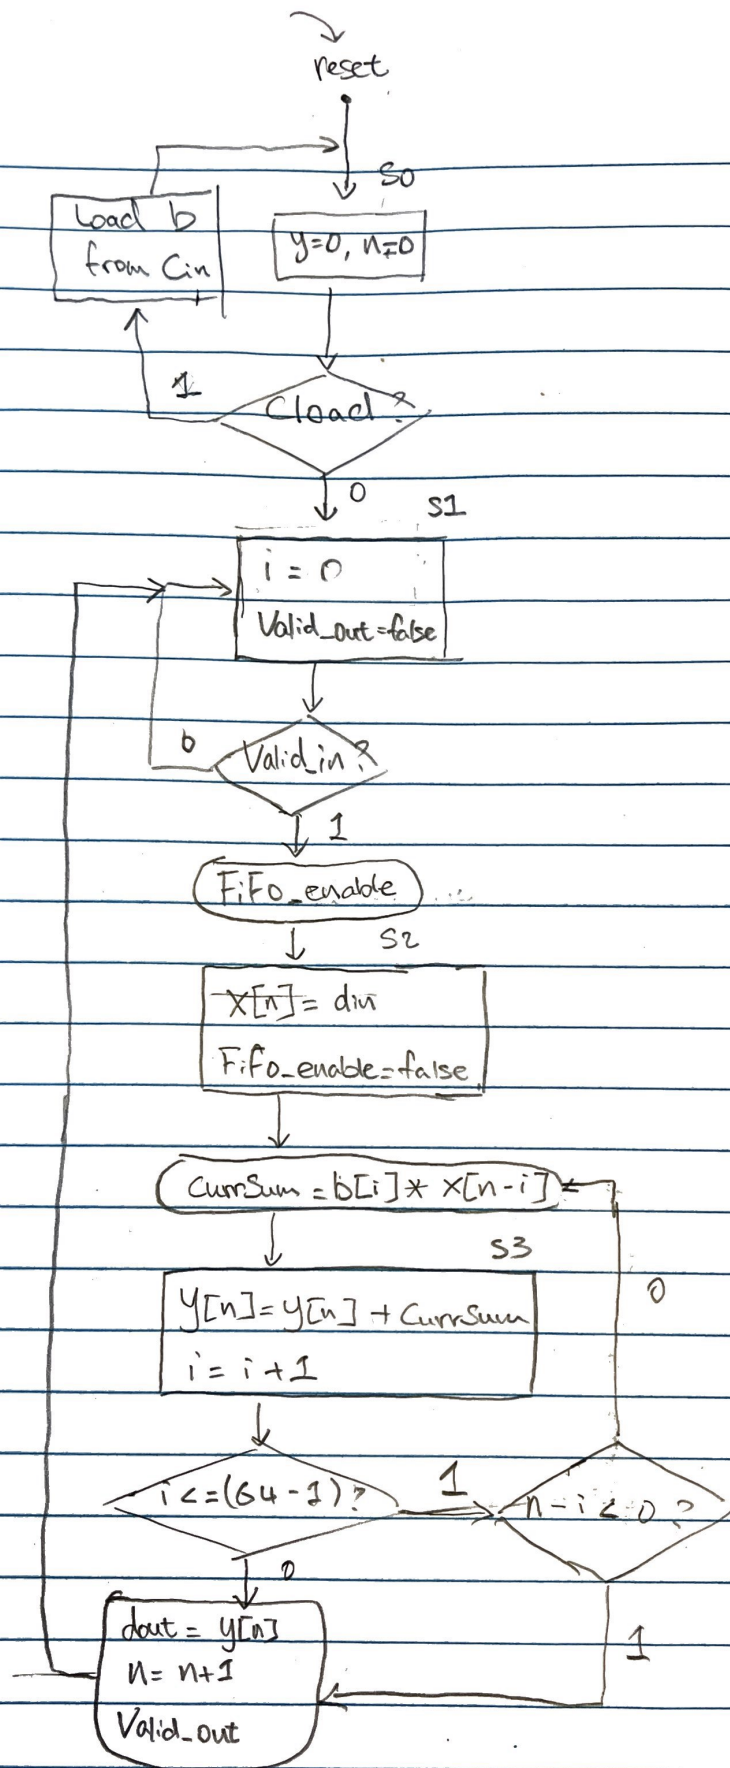 reset
S0
Load b
from Cin
y=0, n=0
1
Cload?
0
S1
i = 0
Valid_out=false
0
Valid_in?
1
FiFo_enable
S2
X[n] = din
FiFo_enable=false
CurrSum = b[i] * X[n-i]
S3
Y[n]=Y[n] + CurrSum
i = i+1
0
i <= (64-1)?
1
n-i < 0 ?
0
dout = y[n]
n = n+1
Valid_out
1